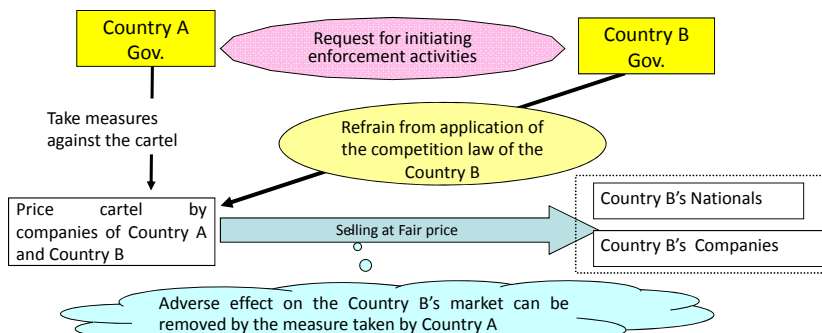 Country A
Gov.
Request for initiating
enforcement activities
Country B
Gov.
Take measures
against the cartel
Refrain from application of
the competition law of the
Country B
Price cartel by
companies of Country A
and Country B
Selling at Fair price
Country B's Nationals
Country B's Companies
Adverse effect on the Country B's market can be
removed by the measure taken by Country A